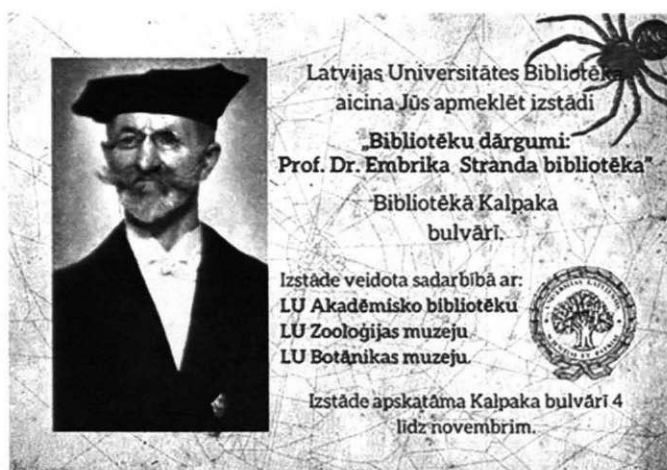 Latvijas Universitātes Bibliotēka
aicina Jūs apmeklēt izstādi
„Bibliotēku dārgumi:
Prof. Dr. Embrika Stranda bibliotēka”
Bibliotēkā Kalpaka
bulvārī.
Izstāde veidota sadarbībā ar:
LU Akadēmisko bibliotēku
LU Zooloģijas muzeju
LU Botānikas muzeju.
Izstāde apskatāma Kalpaka bulvārī 4
līdz novembrim.